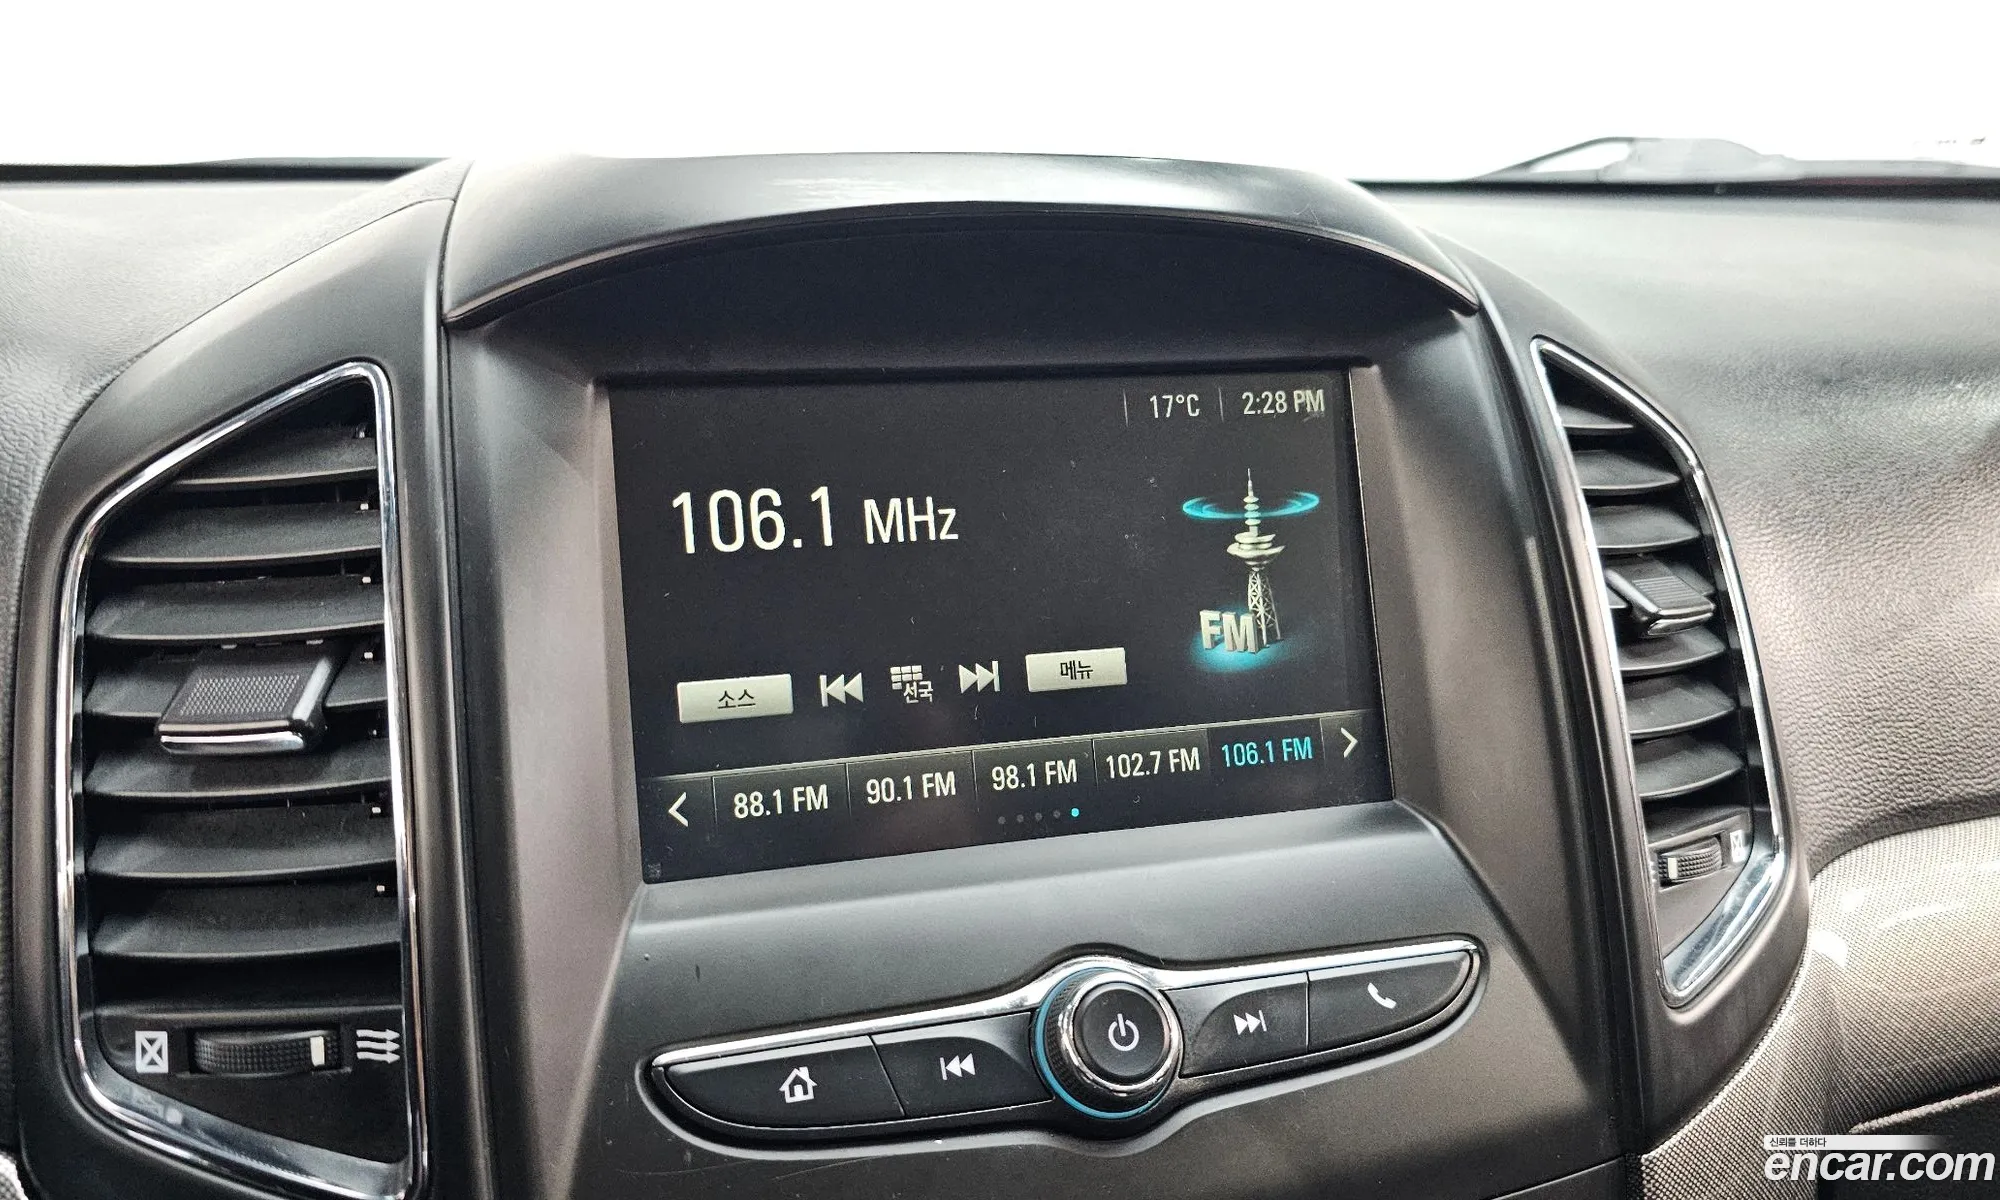 17°C
2:28 PM
106.1 MHz
FM
소스
선국
메뉴
88.1 FM
90.1 FM
98.1 FM
102.7 FM
106.1 FM
신뢰를 더하다
encar.com